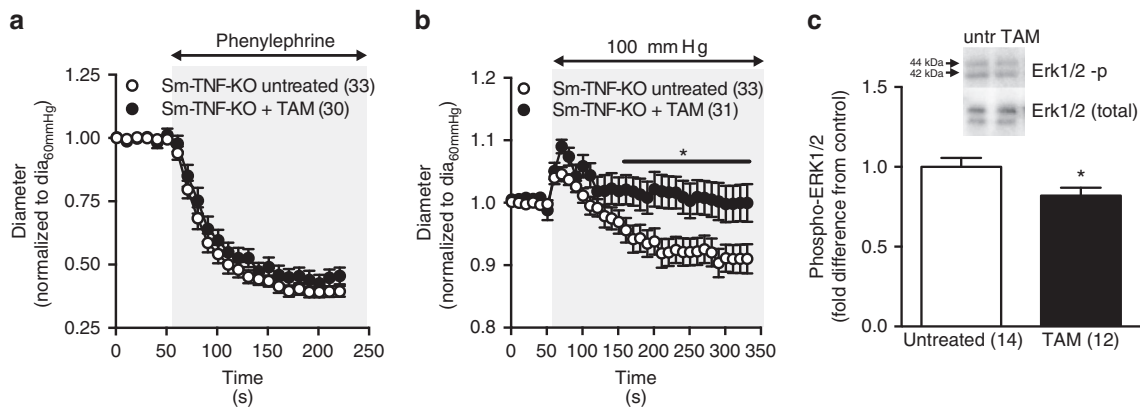 a
Phenylephrine
Sm-TNF-KO untreated (33)
Sm-TNF-KO + TAM (30)
1.25
1.00
0.75
0.50
0.25
Diameter
(normalized to dia60mmHg)
0 50 100 150 200 250
Time
(s)
b
100 mm Hg
Sm-TNF-KO untreated (33)
Sm-TNF-KO + TAM (31)
*
1.2
1.1
1.0
0.9
0.8
Diameter
(normalized to dia60mmHg)
0 50 100 150 200 250 300 350
Time
(s)
c
untr TAM
44 kDa
42 kDa
Erk1/2 -p
Erk1/2 (total)
1.5
1.0
0.5
0.0
*
Phospho-ERK1/2
(fold difference from control)
Untreated (14) TAM (12)